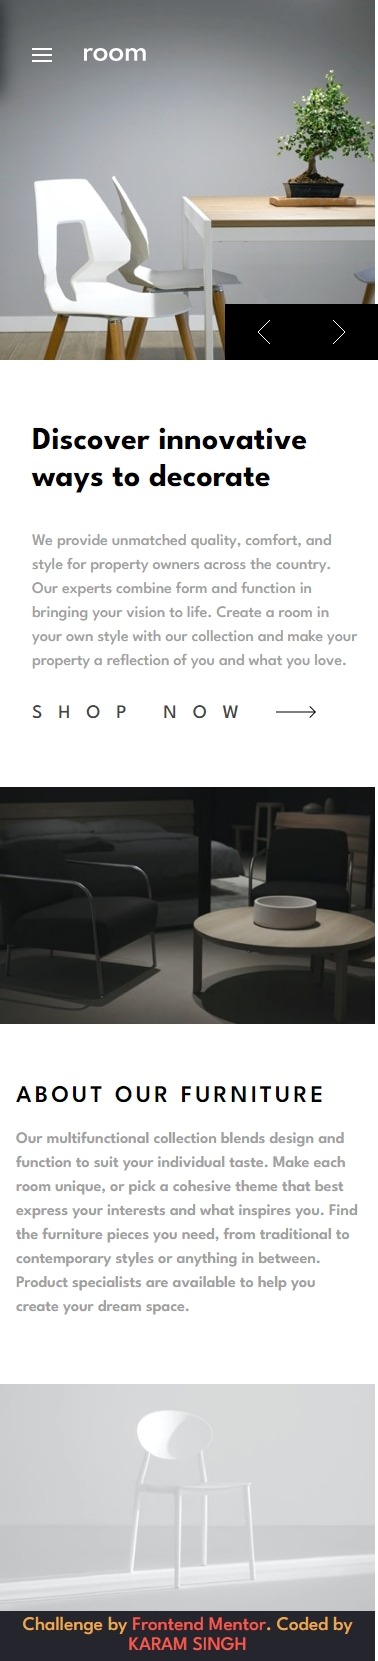 room
Discover innovative
ways to decorate
We provide unmatched quality, comfort, and
style for property owners across the country.
Our experts combine form and function in
bringing your vision to life. Create a room in
your own style with our collection and make your
property a reflection of you and what you love.
SHOP NOW
ABOUT OUR FURNITURE
Our multifunctional collection blends design and
function to suit your individual taste. Make each
room unique, or pick a cohesive theme that best
express your interests and what inspires you. Find
the furniture pieces you need, from traditional to
contemporary styles or anything in between.
Product specialists are available to help you
create your dream space.
Challenge by Frontend Mentor. Coded by
KARAM SINGH